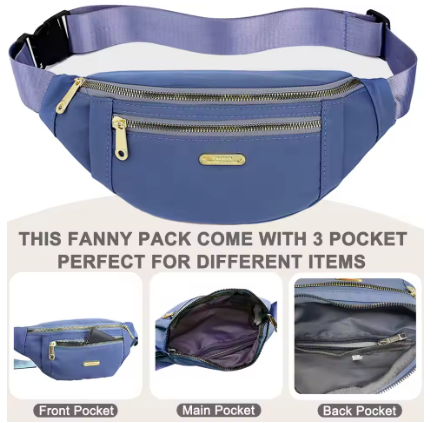 THIS FANNY PACK COME WITH 3 POCKET
PERFECT FOR DIFFERENT ITEMS
Front Pocket
Main Pocket
Back Pocket